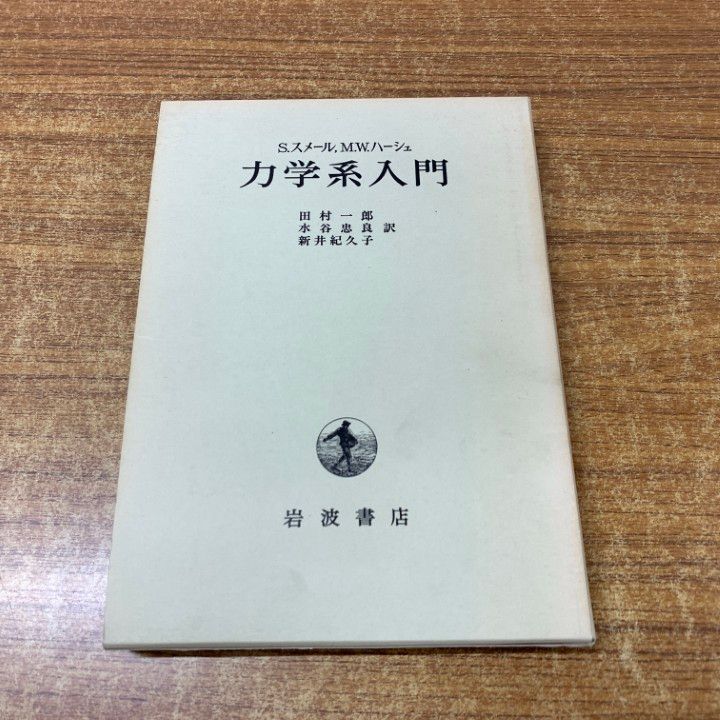 S.スメール, M.W.ハーシュ
力学系入門
田村一郎
水谷忠良 訳
新井紀久子
岩波書店